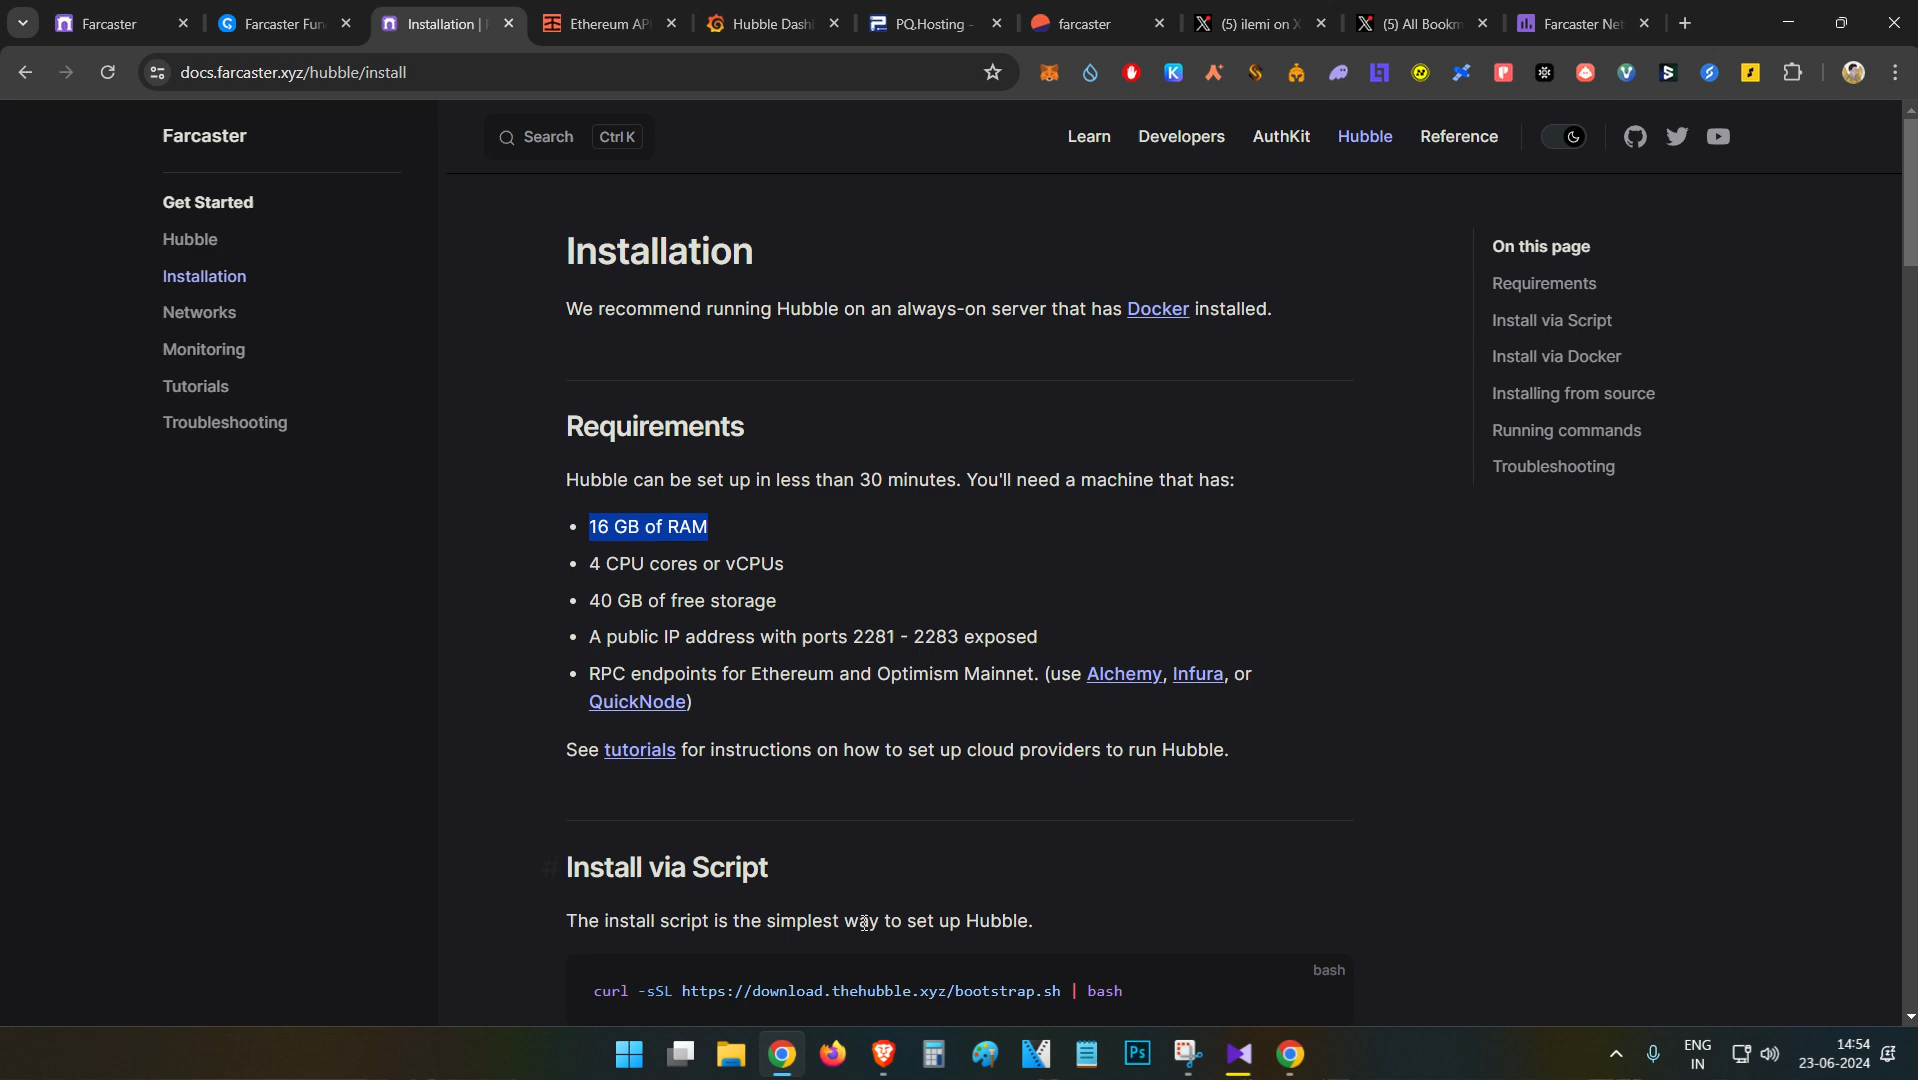 Farcaster
Farcaster Fun
Installation |
Ethereum AP
Hubble Dash
PQ.Hosting -
farcaster
(5) ilemi on X
(5) All Bookm
Farcaster Net
docs.farcaster.xyz/hubble/install
Farcaster
Search Ctrl K
Learn Developers AuthKit Hubble Reference
Get Started
Hubble
Installation
Networks
Monitoring
Tutorials
Troubleshooting
Installation
We recommend running Hubble on an always-on server that has Docker installed.
Requirements
Hubble can be set up in less than 30 minutes. You'll need a machine that has:
• 16 GB of RAM
• 4 CPU cores or vCPUs
• 40 GB of free storage
• A public IP address with ports 2281 - 2283 exposed
• RPC endpoints for Ethereum and Optimism Mainnet. (use Alchemy, Infura, or
QuickNode)
See tutorials for instructions on how to set up cloud providers to run Hubble.
# Install via Script
The install script is the simplest way to set up Hubble.
bash
curl -sSL https://download.thehubble.xyz/bootstrap.sh | bash
On this page
Requirements
Install via Script
Install via Docker
Installing from source
Running commands
Troubleshooting
Ps
ENG
IN
14:54
23-06-2024